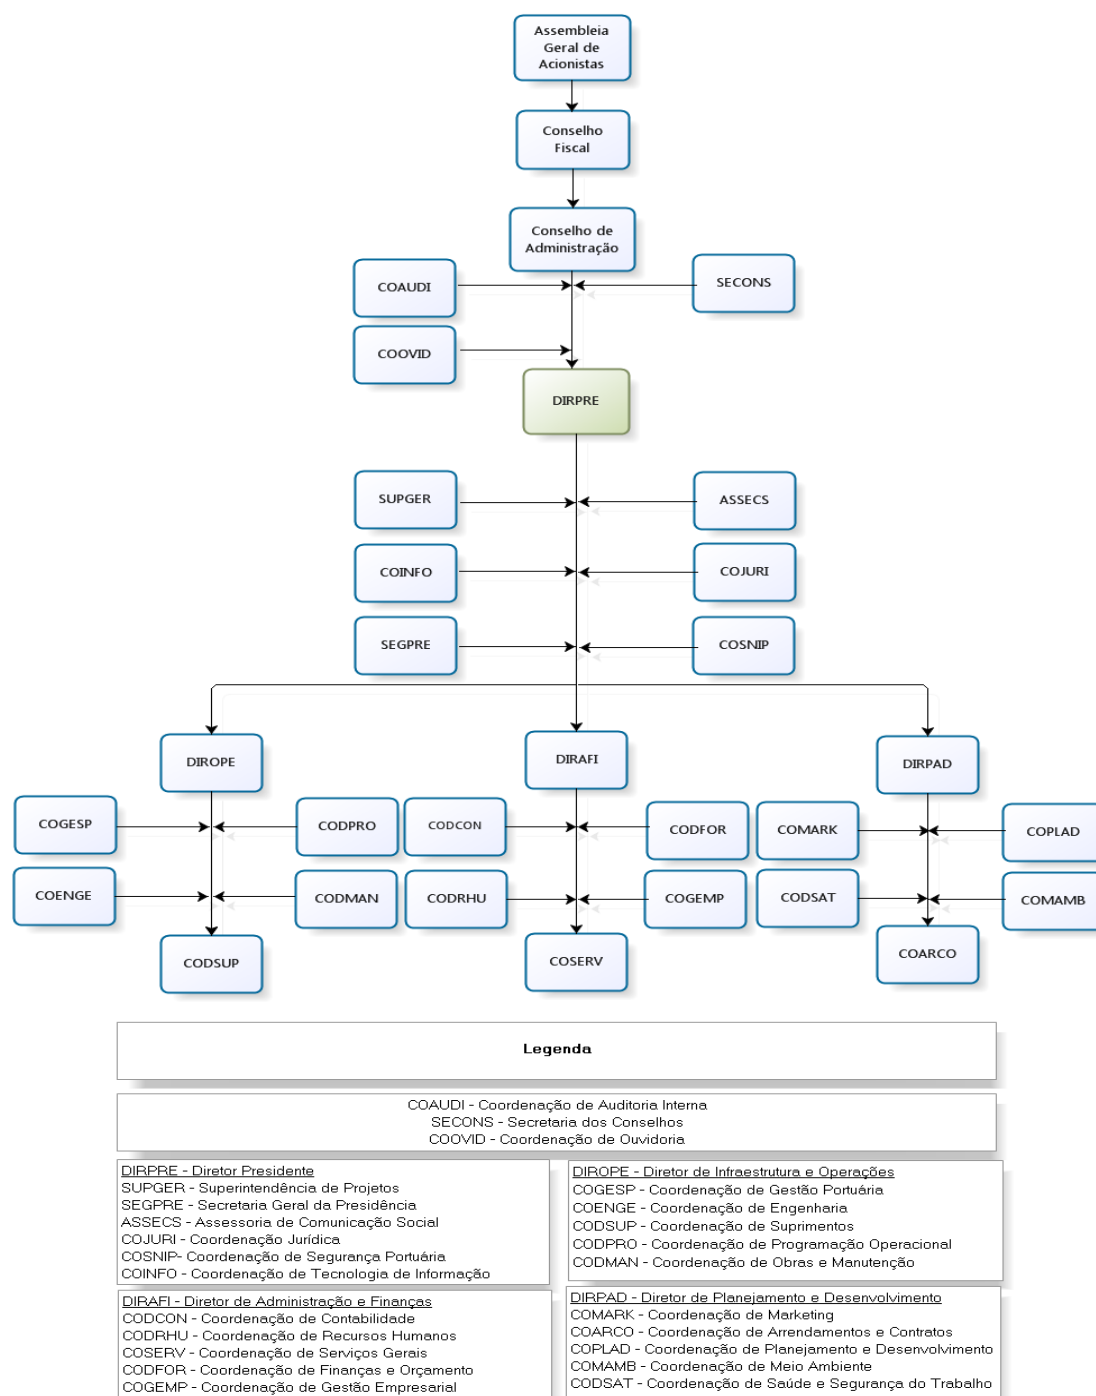 Assembleia
Geral de
Acionistas
Conselho
Fiscal
Conselho de
Administração
COAUDI
SECONS
COOVID
DIRPRE
SUPGER
ASSECS
COINFO
COJURI
SEGPRE
COSNIP
DIROPE
DIRAFI
DIRPAD
COGESP
CODPRO
CODCON
CODFOR
COMARK
COPLAD
COENGE
CODMAN
CODRHU
COGEMP
CODSAT
COMAMB
CODSUP
COSERV
COARCO
Legenda
COAUDI - Coordenação de Auditoria Interna
SECONS - Secretaria dos Conselhos
COOVID - Coordenação de Ouvidoria
DIRPRE - Diretor Presidente
SUPGER - Superintendência de Projetos
SEGPRE - Secretaria Geral da Presidência
ASSECS - Assessoria de Comunicação Social
COJURI - Coordenação Jurídica
COSNIP- Coordenação de Segurança Portuária
COINFO - Coordenação de Tecnologia de Informação
DIROPE - Diretor de Infraestrutura e Operações
COGESP - Coordenação de Gestão Portuária
COENGE - Coordenação de Engenharia
CODSUP - Coordenação de Suprimentos
CODPRO - Coordenação de Programação Operacional
CODMAN - Coordenação de Obras e Manutenção
DIRAFI - Diretor de Administração e Finanças
CODCON - Coordenação de Contabilidade
CODRHU - Coordenação de Recursos Humanos
COSERV - Coordenação de Serviços Gerais
CODFOR - Coordenação de Finanças e Orçamento
COGEMP - Coordenação de Gestão Empresarial
DIRPAD - Diretor de Planejamento e Desenvolvimento
COMARK - Coordenação de Marketing
COARCO - Coordenação de Arrendamentos e Contratos
COPLAD - Coordenação de Planejamento e Desenvolvimento
COMAMB - Coordenação de Meio Ambiente
CODSAT - Coordenação de Saúde e Segurança do Trabalho